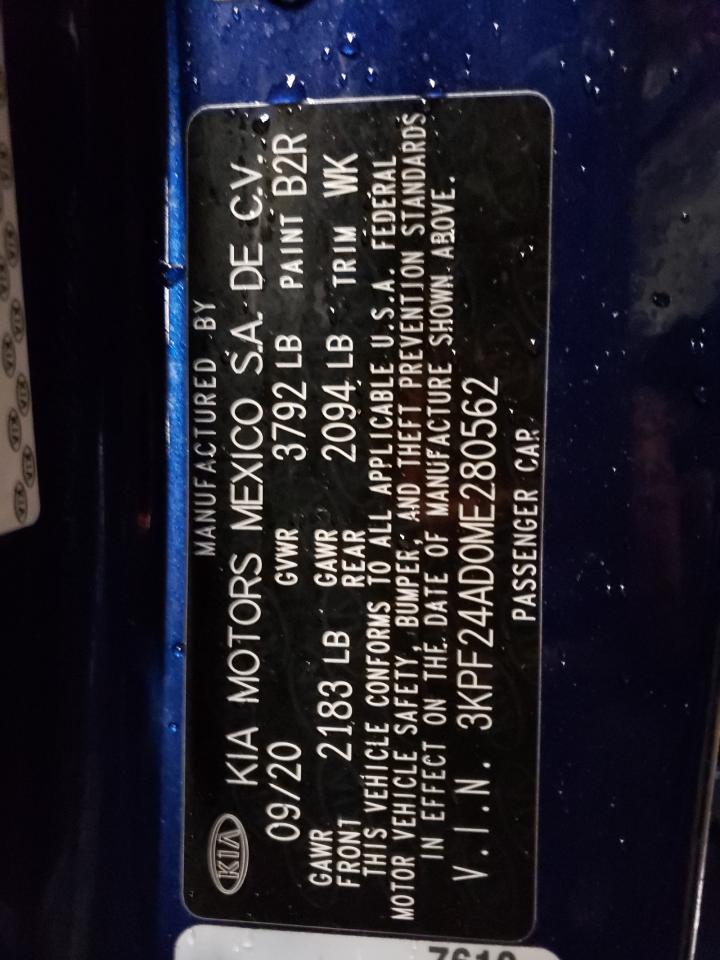 KIA
MANUFACTURED BY
KIA MOTORS MEXICO S.A. DE C.V.
09/20 GVWR 3792 LB PAINT B2R
GAWR FRONT 2183 LB GAWR REAR 2094 LB TRIM WK
THIS VEHICLE CONFORMS TO ALL APPLICABLE U.S.A. FEDERAL
MOTOR VEHICLE SAFETY, BUMPER, AND THEFT PREVENTION STANDARDS
IN EFFECT ON THE DATE OF MANUFACTURE SHOWN ABOVE.
V.I.N. 3KPF24AD0ME280562
PASSENGER CAR